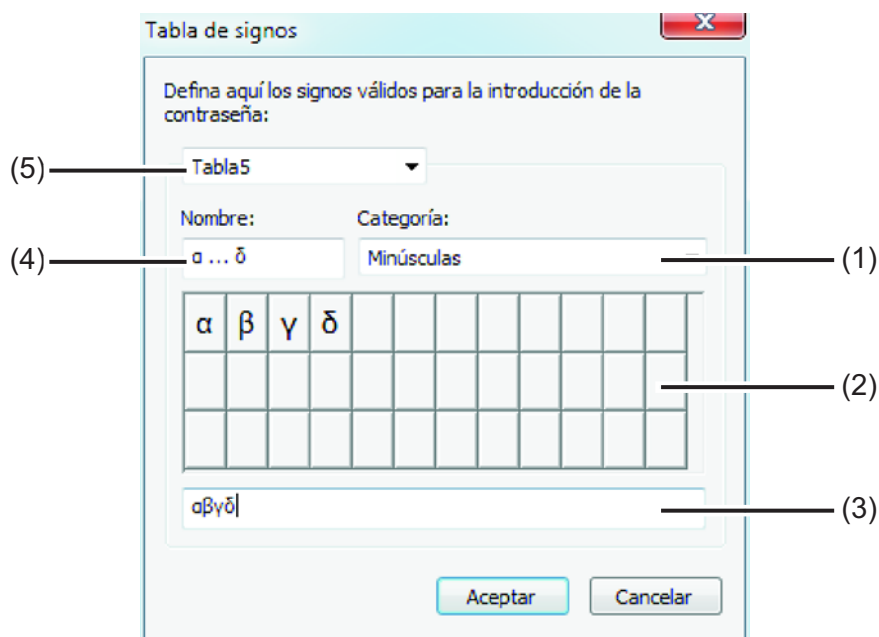 Tabla de signos
Defina aquí los signos válidos para la introducción de la
contraseña:
(5) Tabla5
Nombre: Categoría:
(4) α ... δ Minúsculas (1)
α β γ δ
(2)
αβγδ (3)
Aceptar Cancelar